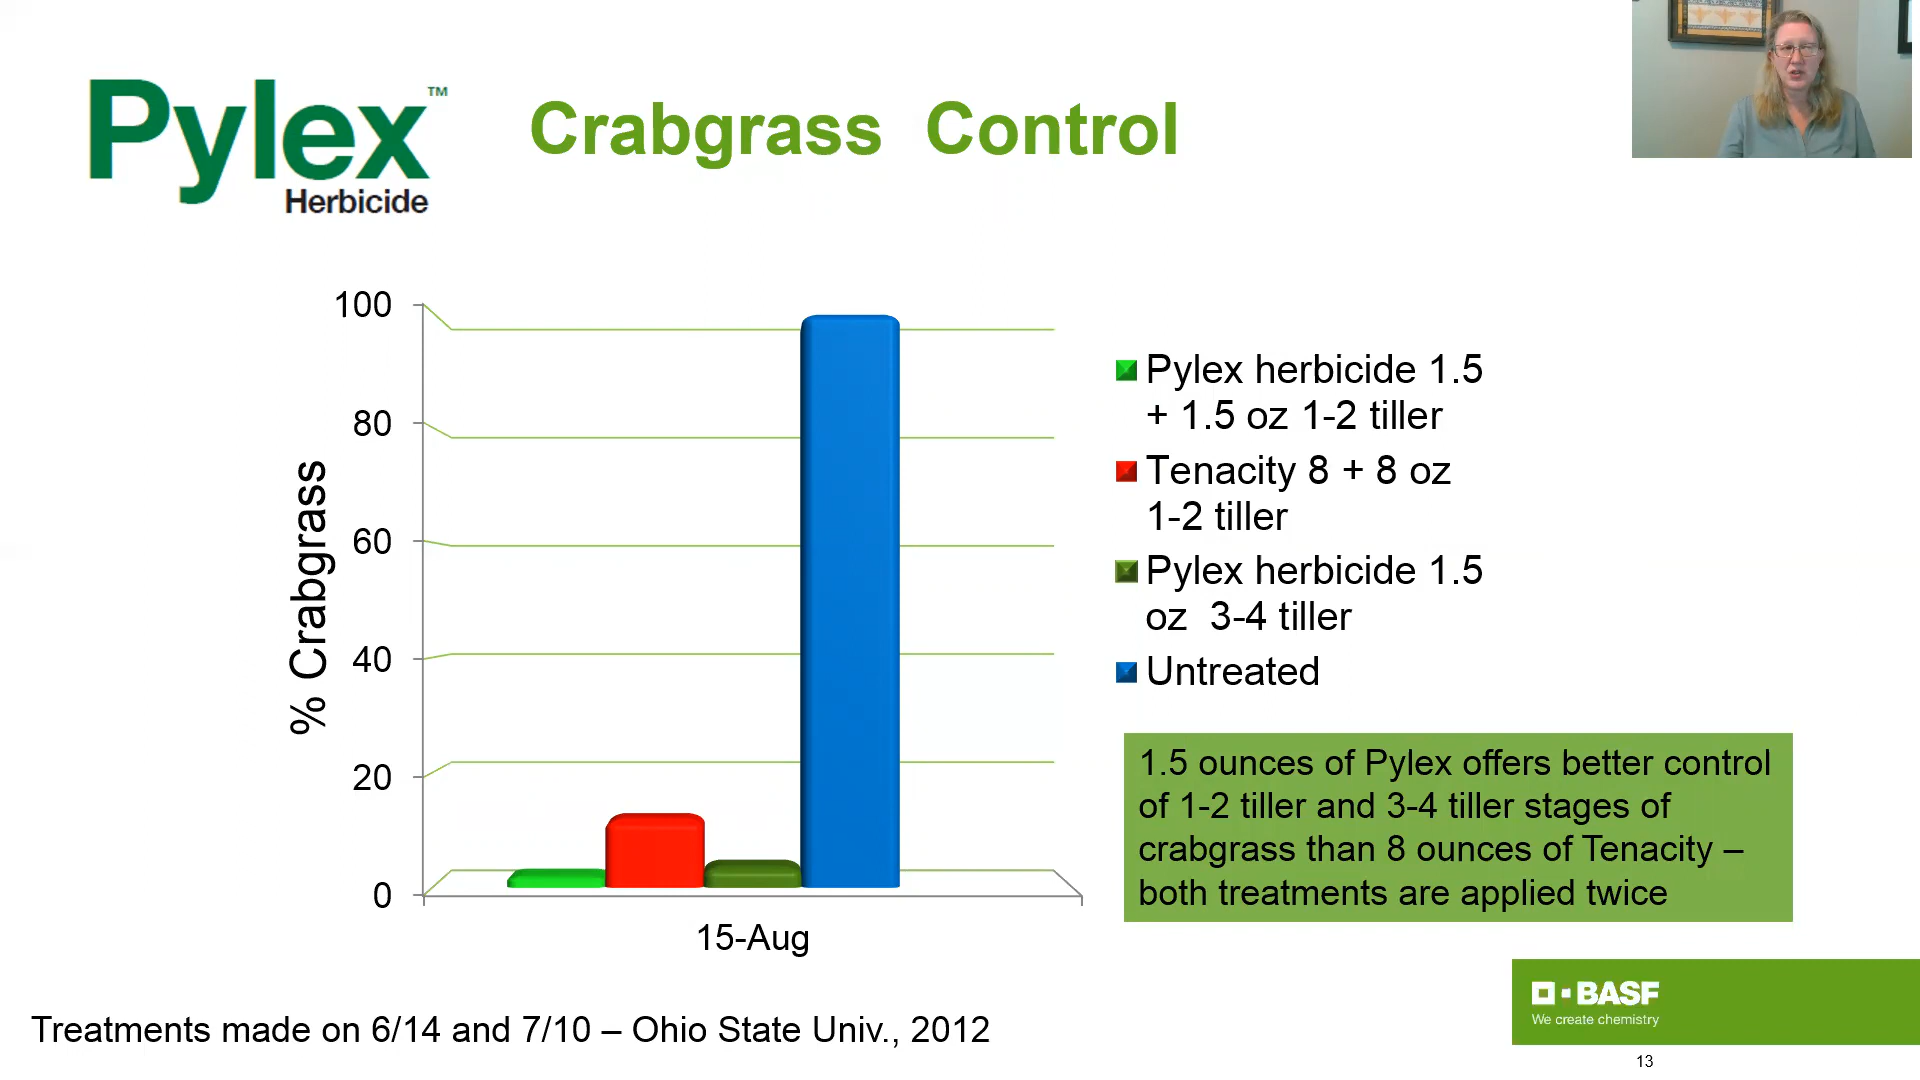 Pylex™
Herbicide
Crabgrass Control
% Crabgrass
100
80
60
40
20
0
15-Aug
Pylex herbicide 1.5
+ 1.5 oz 1-2 tiller
Tenacity 8 + 8 oz
1-2 tiller
Pylex herbicide 1.5
oz 3-4 tiller
Untreated
1.5 ounces of Pylex offers better control
of 1-2 tiller and 3-4 tiller stages of
crabgrass than 8 ounces of Tenacity –
both treatments are applied twice
Treatments made on 6/14 and 7/10 – Ohio State Univ., 2012
BASF
We create chemistry
13